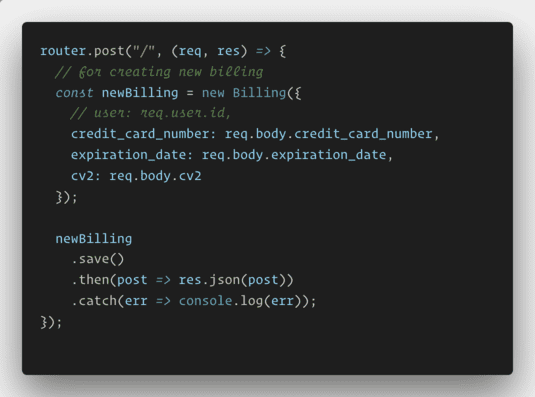 router.post("/", (req, res) => {
  // for creating new billing
  const newBilling = new Billing({
    // user: req.user.id,
    credit_card_number: req.body.credit_card_number,
    expiration_date: req.body.expiration_date,
    cv2: req.body.cv2
  });

  newBilling
    .save()
    .then(post => res.json(post))
    .catch(err => console.log(err));
});